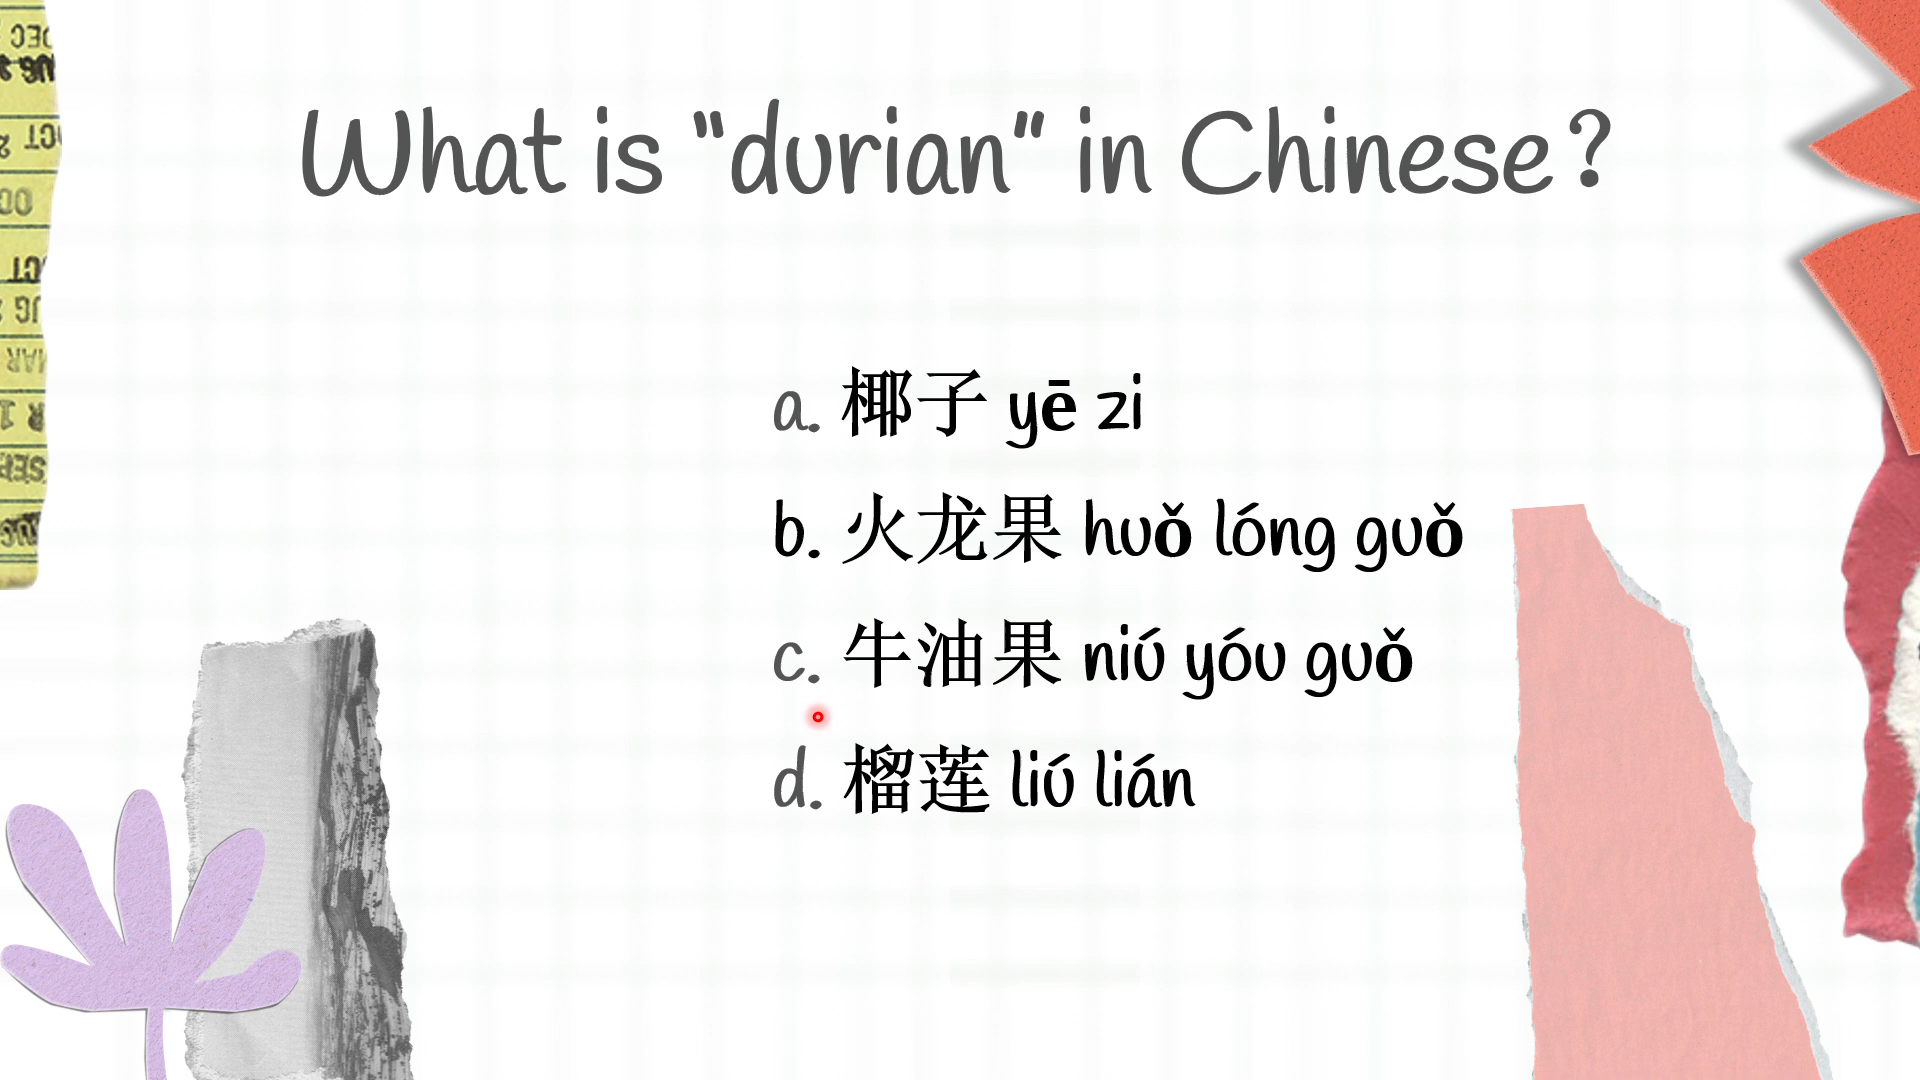 What is "durian" in Chinese?
a. 椰子 yē zi
b. 火龙果 huǒ lóng guǒ
c. 牛油果 niú yóu guǒ
d. 榴莲 liú lián